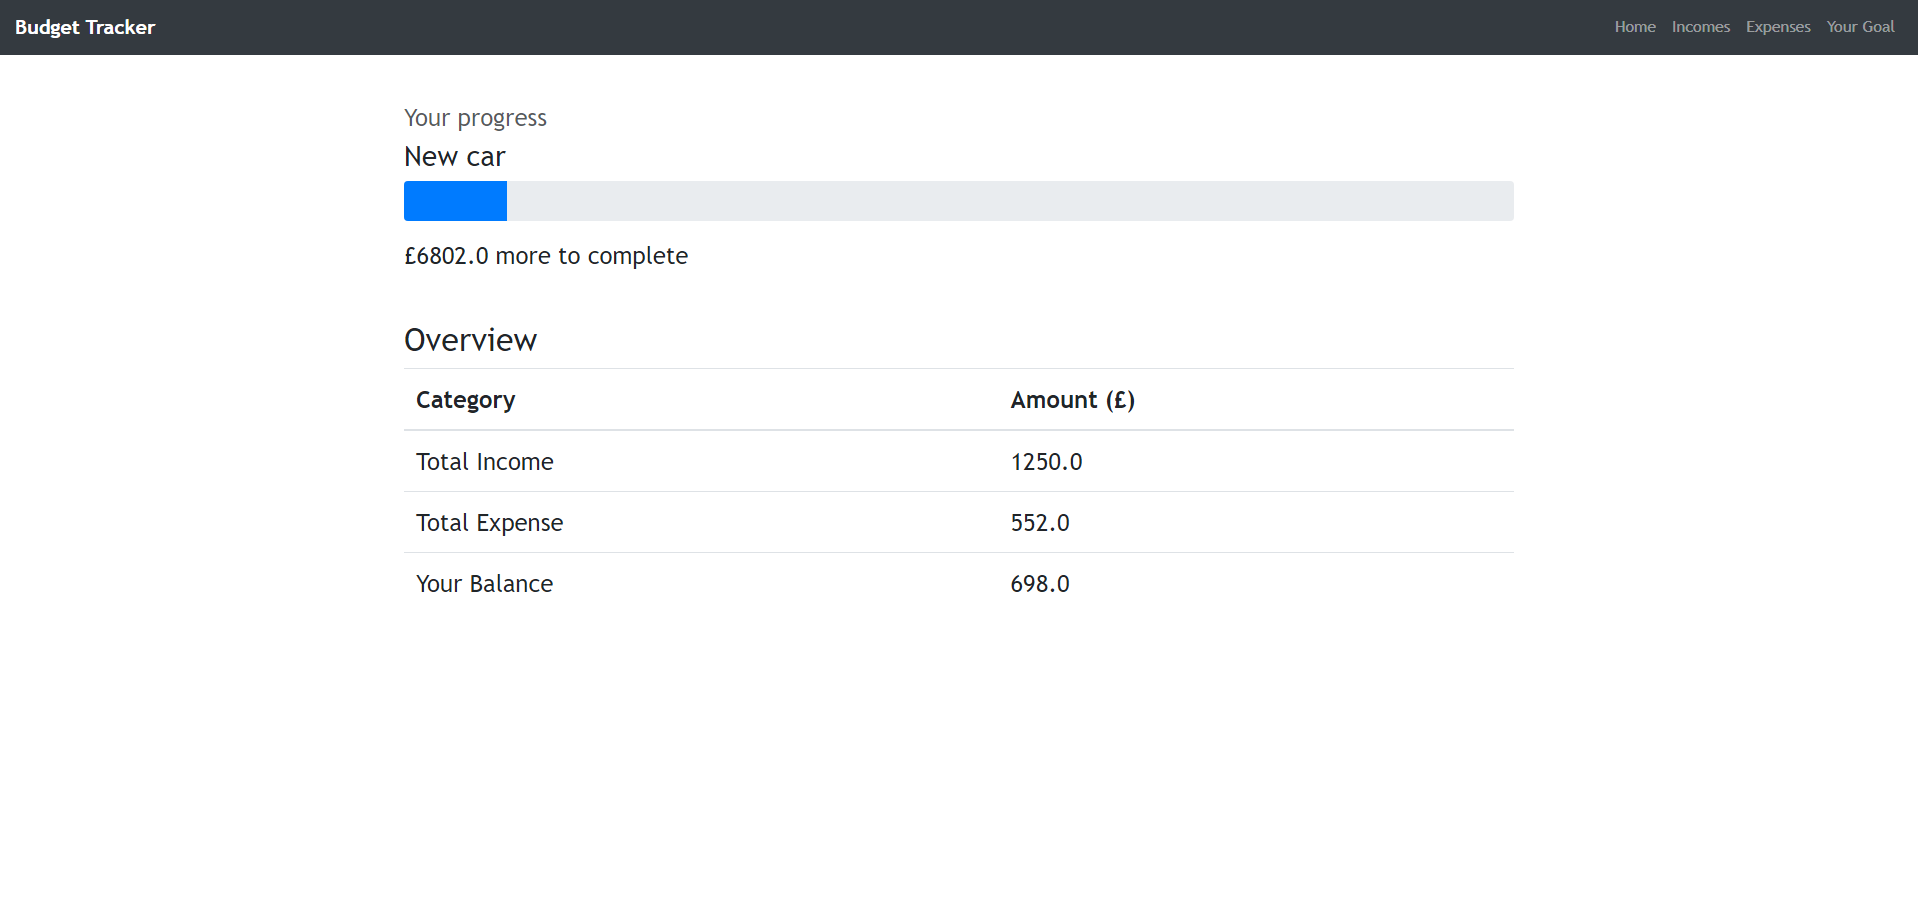 Budget Tracker Home Incomes Expenses Your Goal
Your progress
New car
£6802.0 more to complete
Overview
Category Amount (£)
Total Income 1250.0
Total Expense 552.0
Your Balance 698.0